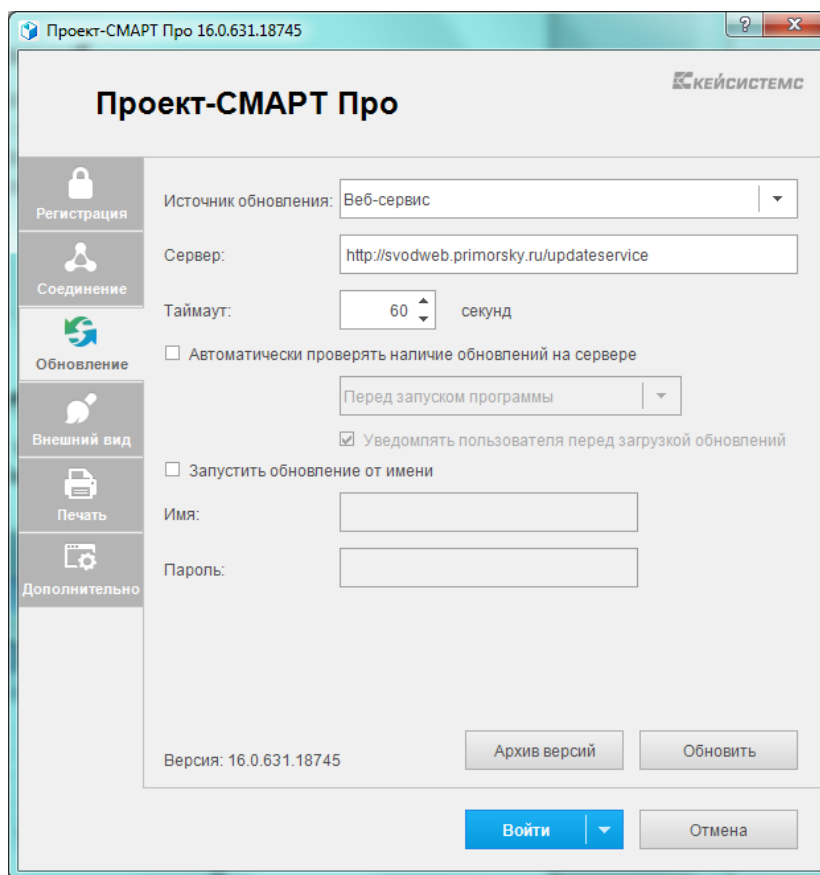 Проект-СМАРТ Про 16.0.631.18745
?
Проект-СМАРТ Про
КЕЙСИСТЕМС
Регистрация
Соединение
Обновление
Внешний вид
Печать
Дополнительно
Источник обновления: Веб-сервис
Сервер: http://svodweb.primorsky.ru/updateservice
Таймаут: 60 секунд
Автоматически проверять наличие обновлений на сервере
Перед запуском программы
Уведомлять пользователя перед загрузкой обновлений
Запустить обновление от имени
Имя:
Пароль:
Версия: 16.0.631.18745
Архив версий
Обновить
Войти
Отмена